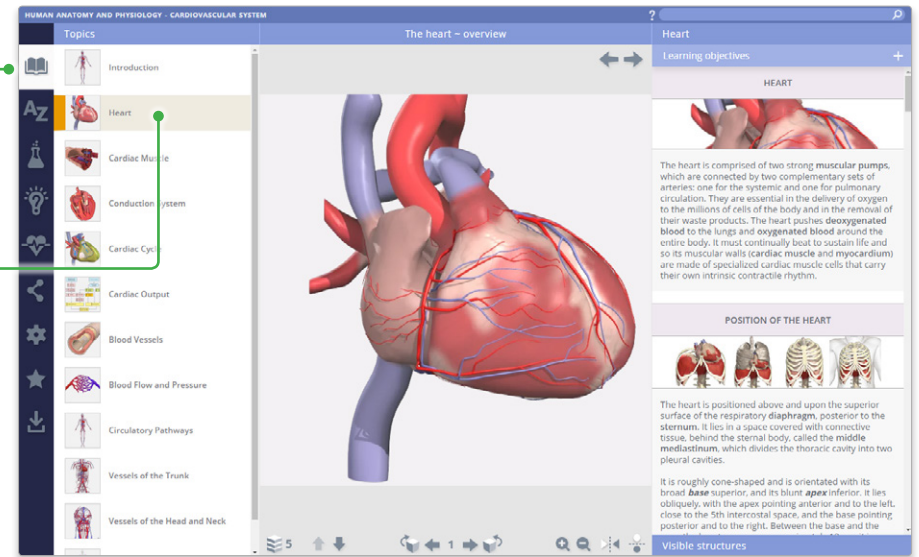 HUMAN ANATOMY AND PHYSIOLOGY - CARDIOVASCULAR SYSTEM
?
Topics
The heart ~ overview
Heart
AZ
Introduction
Heart
Cardiac Muscle
Conduction System
Cardiac Cycle
Cardiac Output
Blood Vessels
Blood Flow and Pressure
Circulatory Pathways
Vessels of the Trunk
Vessels of the Head and Neck
5
1
Learning objectives +
HEART
The heart is comprised of two strong muscular pumps,
which are connected by two complementary sets of
arteries: one for the systemic and one for pulmonary
circulation. They are essential in the delivery of oxygen
to the millions of cells of the body and in the removal of
their waste products. The heart pushes deoxygenated
blood to the lungs and oxygenated blood around the
entire body. It must continually beat to sustain life and
so its muscular walls (cardiac muscle and myocardium)
are made of specialized cardiac muscle cells that carry
their own intrinsic contractile rhythm.
POSITION OF THE HEART
The heart is positioned above and upon the superior
surface of the respiratory diaphragm, posterior to the
sternum. It lies in a space covered with connective
tissue, behind the sternal body, called the middle
mediastinum, which divides the thoracic cavity into two
pleural cavities.
It is roughly cone-shaped and is orientated with its
broad base superior, and its blunt apex inferior. It lies
obliquely, with the apex pointing anterior and to the left,
close to the 5th intercostal space, and the base pointing
posterior and to the right. Between the base and the
Visible structures